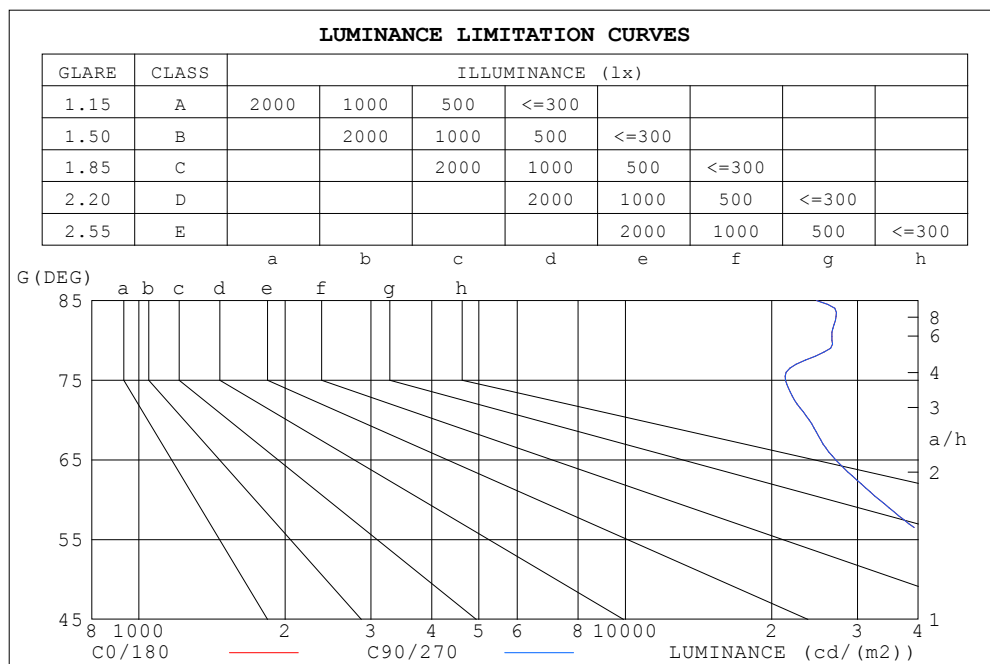 LUMINANCE LIMITATION CURVES
GLARE CLASS ILLUMINANCE (lx)
1.15 A 2000 1000 500 <=300
1.50 B 2000 1000 500 <=300
1.85 C 2000 1000 500 <=300
2.20 D 2000 1000 500 <=300
2.55 E 2000 1000 500 <=300
a b c d e f g h
G(DEG)
a b c d e f g h
85
8
6
75 4
3
a/h
65 2
55
45 1
8 1000 2 3 4 5 6 8 10000 2 3 4
C0/180 C90/270 LUMINANCE (cd/(m2))